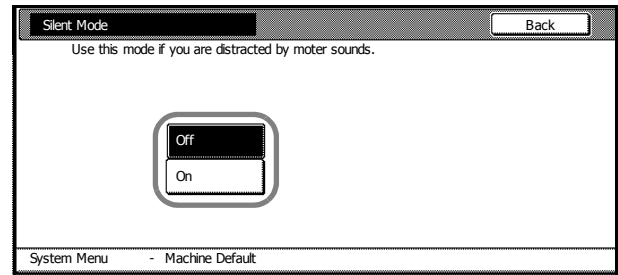 Silent Mode
Back
Use this mode if you are distracted by moter sounds.
Off
On
System Menu - Machine Default